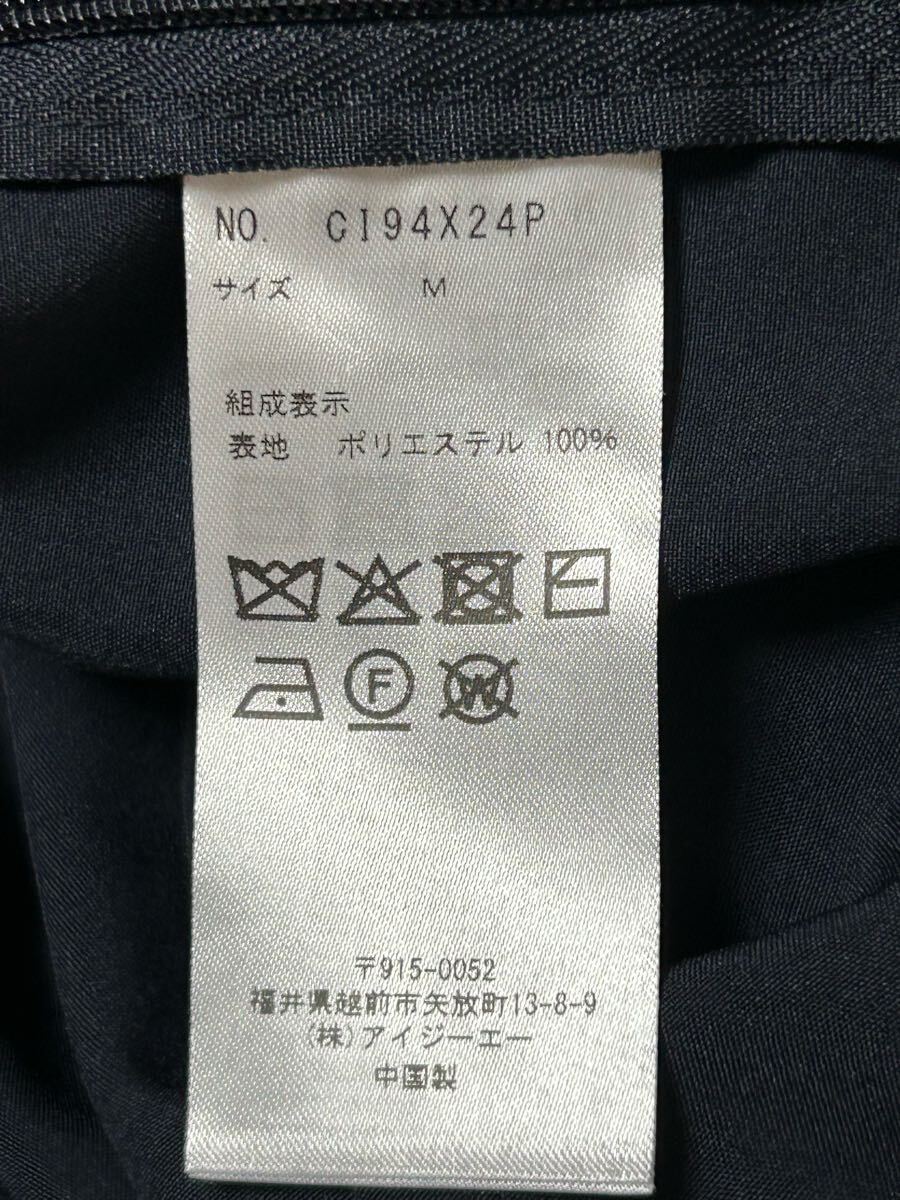 NO. CI94X24P
サイズ M
組成表示
表地 ポリエステル 100%
F
W
〒915-0052
福井県越前市矢放町13-8-9
(株)アイジーエー
中国製